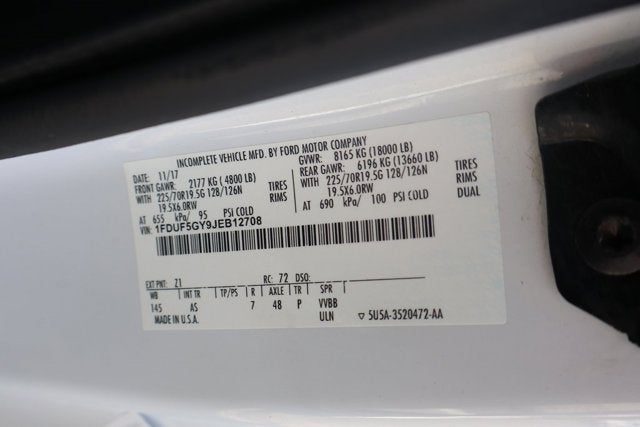 INCOMPLETE VEHICLE MFD. BY FORD MOTOR COMPANY
DATE: 11/17 GVWR: 8165 KG (18000 LB)
FRONT GAWR: 2177 KG (4800 LB) REAR GAWR: 6196 KG (13660 LB)
WITH 225/70R19.5G 128/126N TIRES WITH 225/70R19.5G 128/126N TIRES
19.5X6.0RW RIMS 19.5X6.0RW RIMS
AT 655 kPa/ 95 PSI COLD AT 690 kPa/ 100 PSI COLD DUAL
VIN: 1FDUF5GY9JEB12708
EXT PNT: Z1 RC: 72 DSO:
WB INT TR TP/PS R AXLE TR SPR
145 AS 7 48 P VVBB
MADE IN U.S.A. ULN ▽ 5U5A-3520472-AA